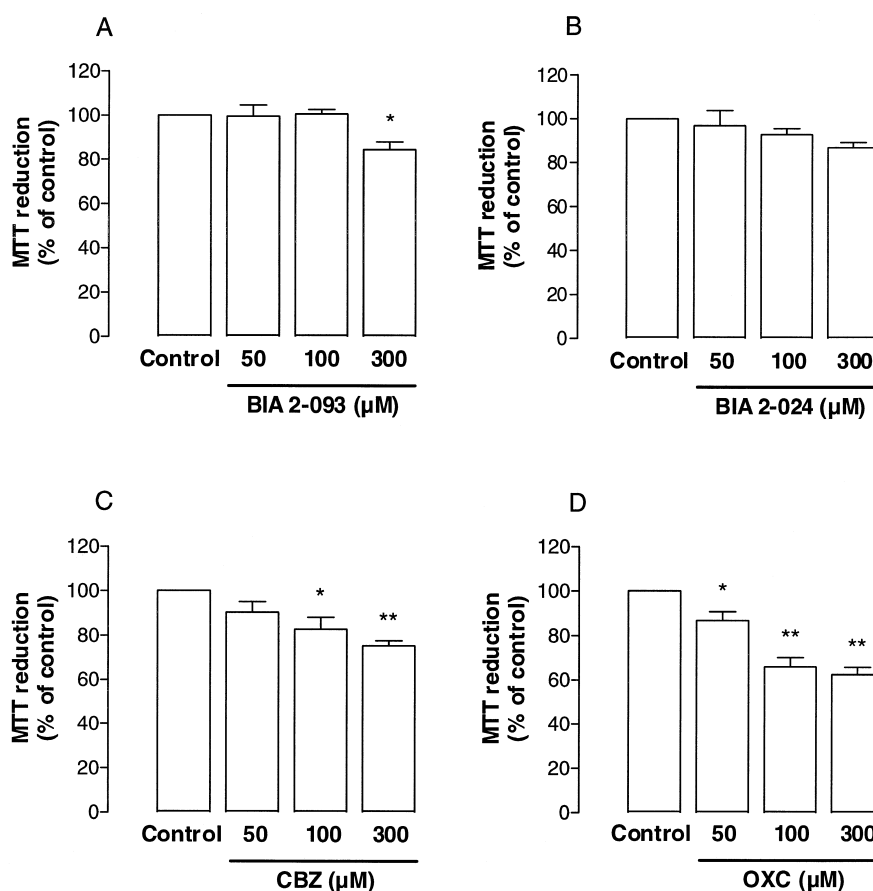 A
MTT reduction
(% of control)
120
100
80
60
40
20
0
*
Control 50 100 300
BIA 2-093 (µM)
B
MTT reduction
(% of control)
120
100
80
60
40
20
0
Control 50 100 300
BIA 2-024 (µM)
C
MTT reduction
(% of control)
120
100
80
60
40
20
0
*
**
Control 50 100 300
CBZ (µM)
D
MTT reduction
(% of control)
120
100
80
60
40
20
0
*
** **
Control 50 100 300
OXC (µM)